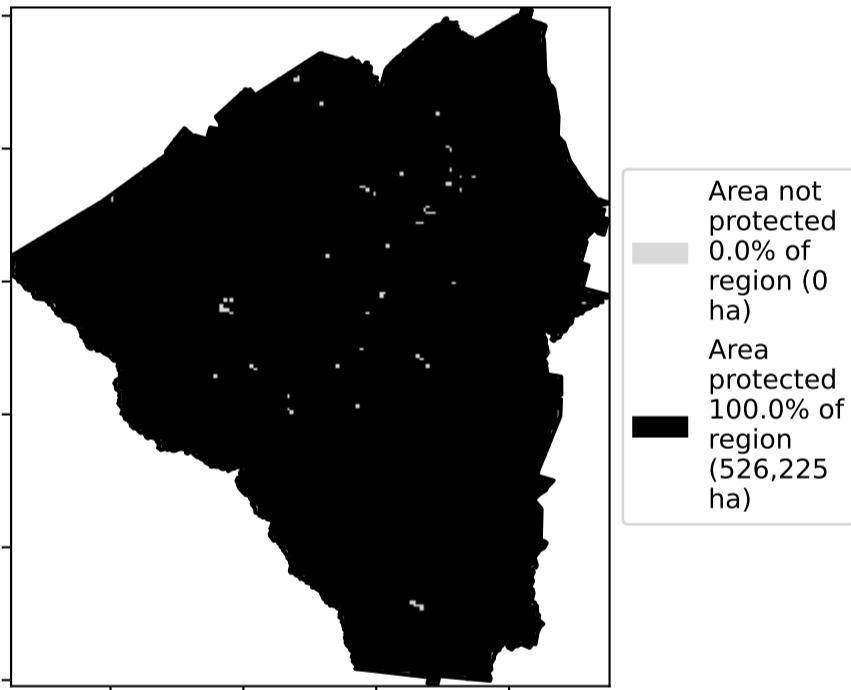 Area not
protected
0.0% of
region (0
ha)
Area
protected
100.0% of
region
(526,225
ha)